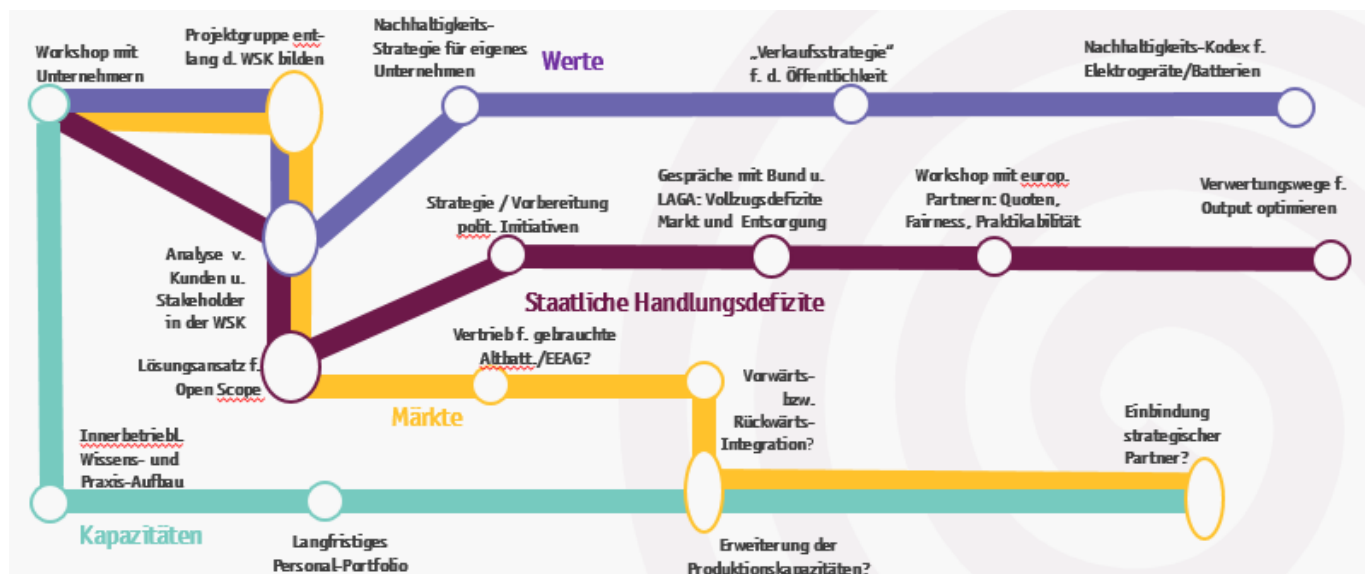 Workshop mit
Unternehmern
Projektgruppe ent-
lang d. WSK bilden
Nachhaltigkeits-
Strategie für eigenes
Unternehmen
Werte
„Verkaufsstrategie“
f. d. Öffentlichkeit
Nachhaltigkeits-Kodex f.
Elektrogeräte/Batterien
Analyse v.
Kunden u.
Stakeholder
in der WSK
Strategie / Vorbereitung
polit. Initiativen
Gespräche mit Bund u.
LAGA: Vollzugsdefizite
Markt und Entsorgung
Workshop mit europ.
Partnern: Quoten,
Fairness, Praktikabilität
Verwertungswege f.
Output optimieren
Staatliche Handlungsdefizite
Lösungsansatz f.
Open Scope
Vertrieb f. gebrauchte
Altbatt./EEAG?
Märkte
Vorwärts-
bzw.
Rückwärts-
Integration?
Einbindung
strategischer
Partner?
Innerbetriebl.
Wissens- und
Praxis-Aufbau
Kapazitäten
Langfristiges
Personal-Portfolio
Erweiterung der
Produktionskapazitäten?